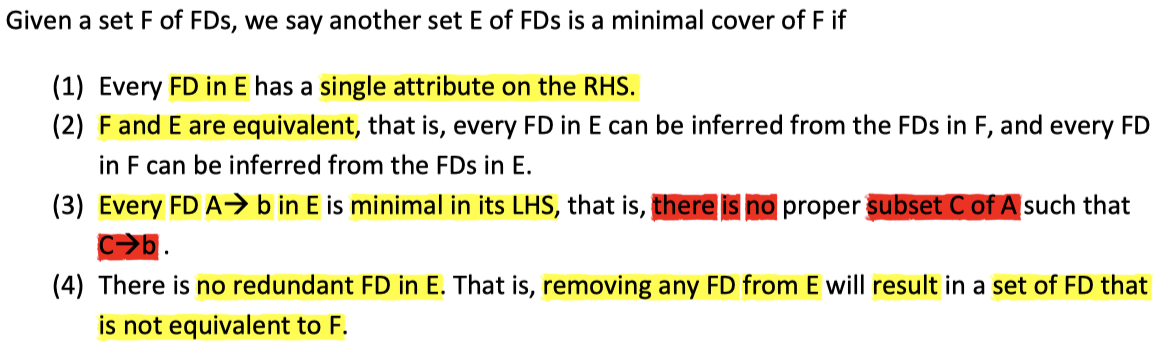 Given a set F of FDs, we say another set E of FDs is a minimal cover of F if
(1) Every FD in E has a single attribute on the RHS.
(2) F and E are equivalent, that is, every FD in E can be inferred from the FDs in F, and every FD
in F can be inferred from the FDs in E.
(3) Every FD A→ b in E is minimal in its LHS, that is, there is no proper subset C of A such that
C→b .
(4) There is no redundant FD in E. That is, removing any FD from E will result in a set of FD that
is not equivalent to F.